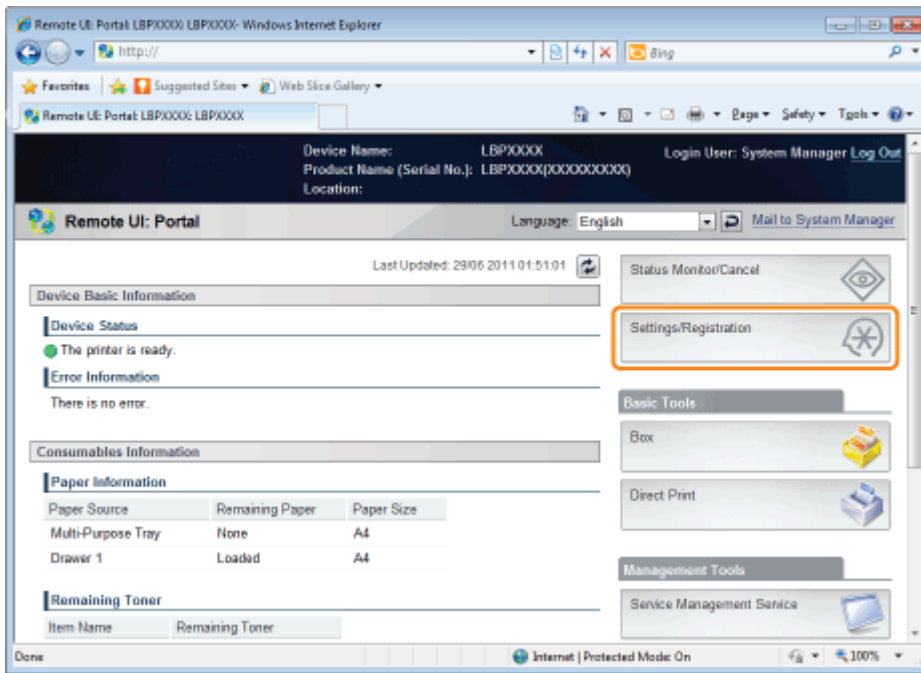 Remote UI: Portal: LBPXXXX: LBPXXXX- Windows Internet Explorer
http://
Bing
Favorites Suggested Sites Web Slice Gallery
Remote UI: Portal: LBPXXXX: LBPXXXX
Page Safety Tools
Device Name: LBPXXXX
Login User: System Manager Log Out
Product Name (Serial No.): LBPXXXX(XXXXXXXXX)
Location:
Remote UI: Portal
Language: English
Mail to System Manager
Last Updated: 29/06 2011 01:51:01
Status Monitor/Cancel
Device Basic Information
Device Status
Settings/Registration
The printer is ready.
Error Information
There is no error.
Basic Tools
Box
Consumables Information
Paper Information
Paper Source Remaining Paper Paper Size
Direct Print
Multi-Purpose Tray None A4
Drawer 1 Loaded A4
Management Tools
Remaining Toner
Service Management Service
Item Name Remaining Toner
Done
Internet | Protected Mode: On
100%